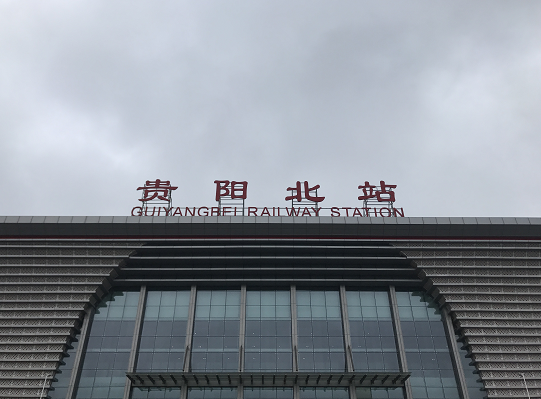 贵阳北站
GUIYANGBEI RAILWAY STATION